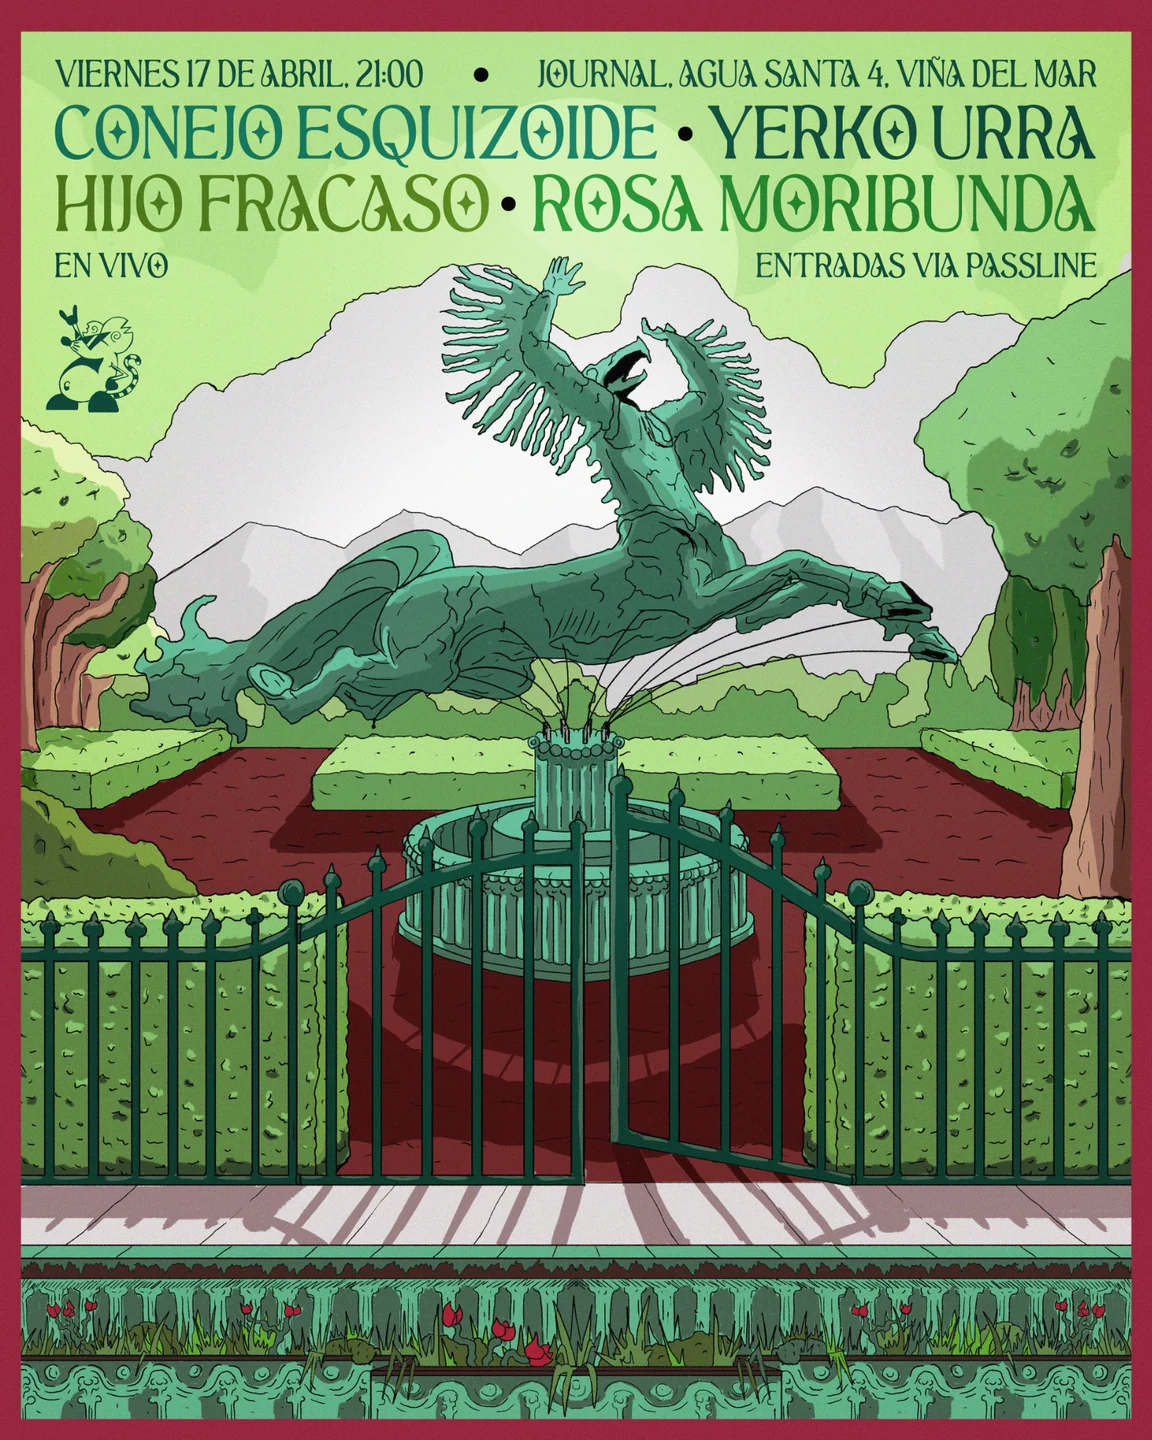 VIERNES 17 DE ABRIL, 21:00 • JOURNAL, AGUA SANTA 4, VIÑA DEL MAR
CONEJO ESQUIZOIDE • YERKO URRA
HIJO FRACASO • ROSA MORIBUNDA
EN VIVO ENTRADAS VIA PASSLINE